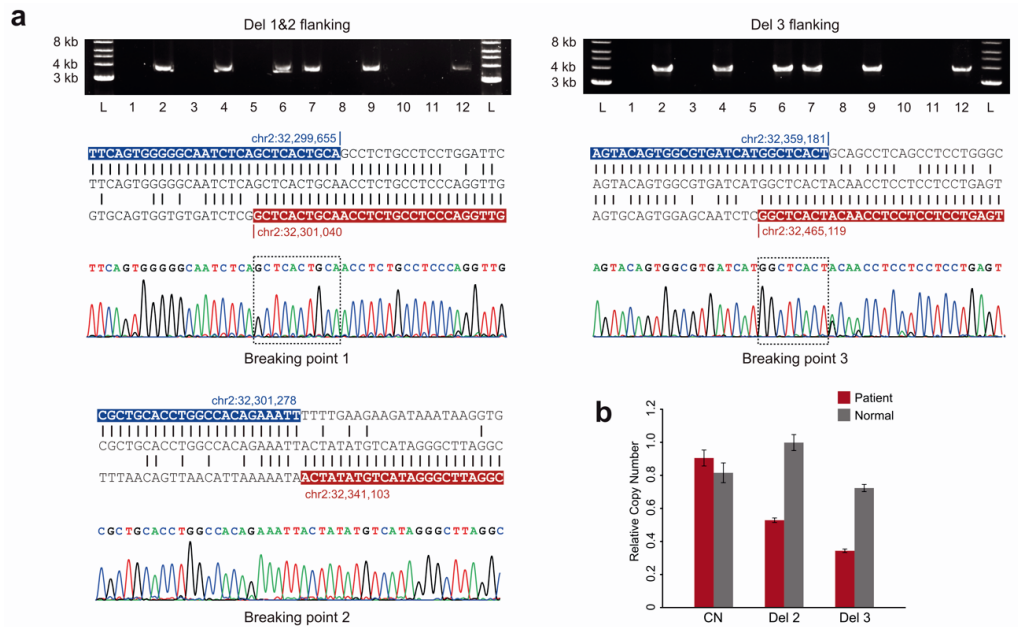 a
Del 1&2 flanking
8 kb
4 kb
3 kb
L 1 2 3 4 5 6 7 8 9 10 11 12 L
chr2:32,299,655
TTCAGTGGGGGCAATCTCAGCTCACTGCAGCCTCTGCCTCCTGGATTC
TTCAGTGGGGGCAATCTCAGCTCACTGCAACCTCTGCCTCCCAGGTTG
GTGCAGTGGTGTGATCTCGGCTCACTGCAACCTCTGCCTCCCAGGTTG
chr2:32,301,040
TTCAGTGGGGGCAATCTCAGCTCACTGCAACCTCTGCCTCCCAGGTTG
Breaking point 1
Del 3 flanking
8 kb
4 kb
3 kb
L 1 2 3 4 5 6 7 8 9 10 11 12 L
chr2:32,359,181
AGTACAGTGGCGTGATCATGGCTCACTGCAGCCTCAGCCTCCTGGGC
AGTACAGTGGCGTGATCATGGCTCACTACAACCTCCTCCTCCTGAGT
AAGTGCAGTGGAGCAATCTCGGCTCACTACAACCTCCTCCTCCTGAGT
chr2:32,465,119
AGTACAGTGGCGTGATCATGGCTCACTACAACCTCCTCCTCCTGAGT
Breaking point 3
chr2:32,301,278
CGCTGCACCTGGCCACAGAAATTTTTTGAAGAAGATAAATAAGGTG
CGCTGCACCTGGCCACAGAAATTACTATATGTCATAGGGCTTAGGC
TTTAACAGTTAACATTAAAAATAACTATATGTCATAGGGCTTAGGC
chr2:32,341,103
CGCTGCACCTGGCCACAGAAATTACTATATGTCATAGGGCTTAGGC
Breaking point 2
b
Patient
Normal
Relative Copy Number
1.2
1.0
0.8
0.6
0.4
0.2
0
CN Del 2 Del 3